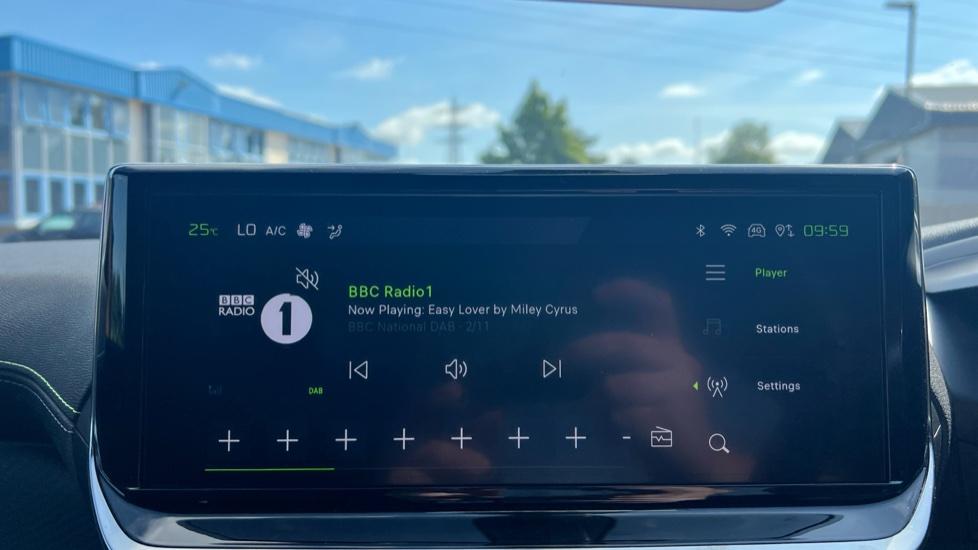 25°C LO A/C 4G 09:59
BBC Radio1
Now Playing: Easy Lover by Miley Cyrus
BBC National DAB - 2/11
BBC
RADIO 1
DAB
Player
Stations
Settings